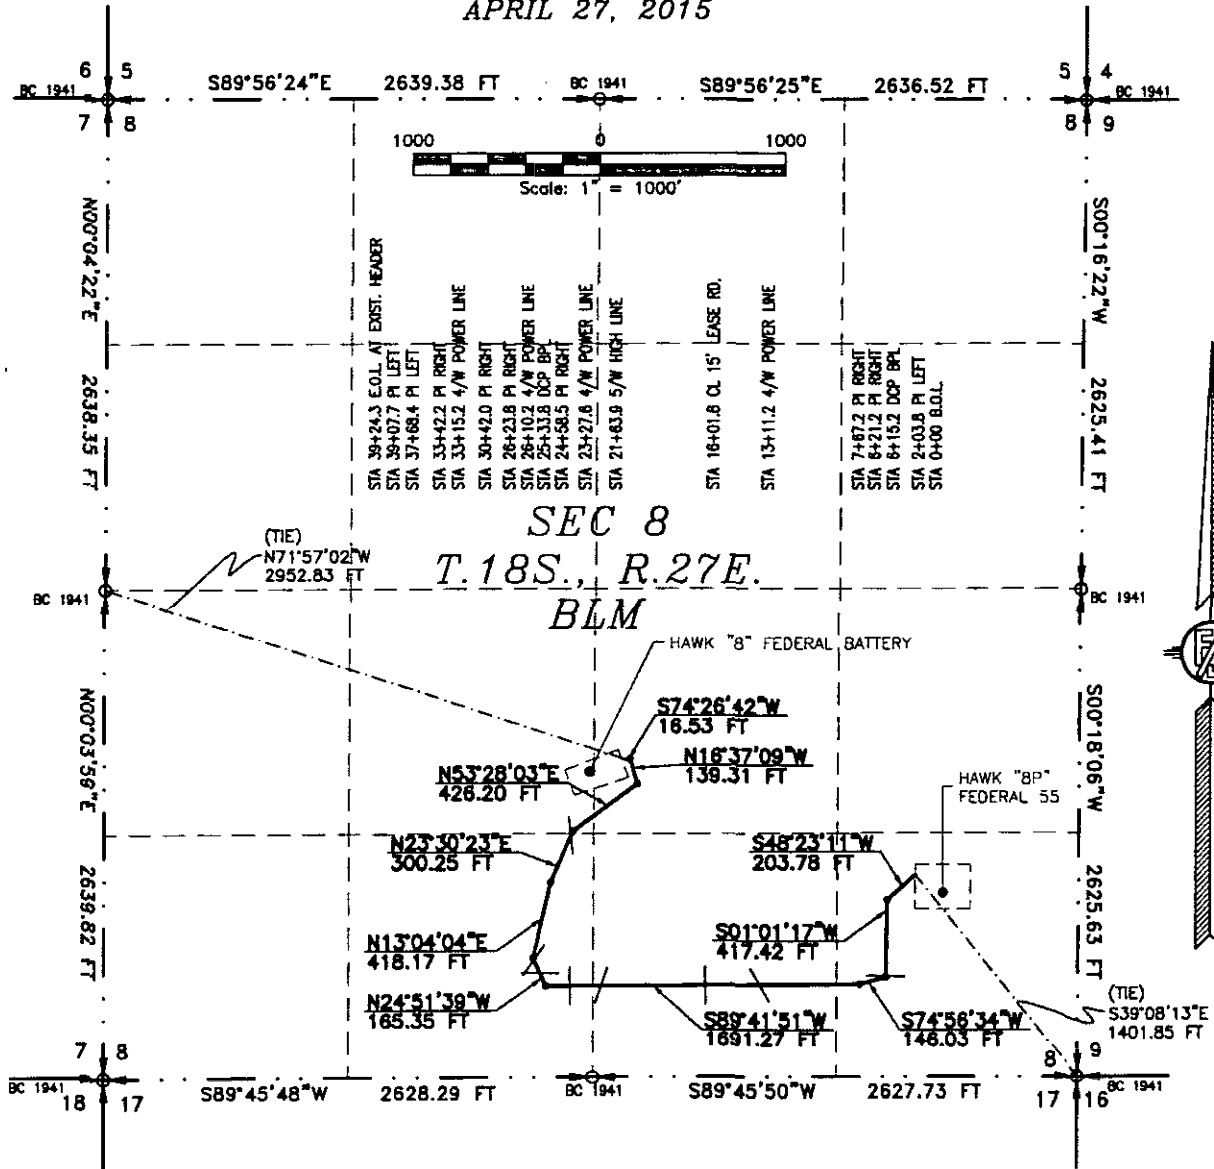 APRIL 27, 2015
6 5
5 4
S89°56'24"E 2639.38 FT
BC 1941
S89°56'25"E 2636.52 FT
BC 1941
BC 1941
7 8
8 9
1000 0 1000
Scale: 1" = 1000'
N00°04'22"E 2638.35 FT
S00°16'22"W 2625.41 FT
STA 39+24.3 E.O.L. AT EXIST. HEADER
STA 39+07.7 PI LEFT
STA 37+68.4 PI LEFT
STA 33+42.2 PI RIGHT
STA 33+15.2 4/W POWER LINE
STA 30+42.0 PI RIGHT
STA 26+23.8 PI RIGHT
STA 26+10.2 4/W POWER LINE
STA 25+33.8 DCP BPL
STA 24+58.5 PI RIGHT
STA 23+27.6 4/W POWER LINE
STA 21+63.9 5/W HIGH LINE
STA 16+01.8 CL 15' LEASE RD.
STA 13+11.2 4/W POWER LINE
STA 7+67.2 PI RIGHT
STA 6+21.2 PI RIGHT
STA 6+15.2 DCP BPL
STA 2+03.8 PI LEFT
STA 0+00 B.O.L.
SEC 8
T.18S., R.27E.
BLM
(TIE)
N71°57'02"W
2952.83 FT
BC 1941
BC 1941
HAWK "8" FEDERAL BATTERY
N00°03'56"E 2639.82 FT
S00°18'06"W 2625.63 FT
S74°26'42"W
16.53 FT
N16°37'09"W
139.31 FT
N53°28'03"E
426.20 FT
HAWK "8P"
FEDERAL 55
N23°30'23"E
300.25 FT
S48°23'11"W
203.78 FT
N13°04'04"E
418.17 FT
S01°01'17"W
417.42 FT
N24°51'39"W
165.35 FT
S89°41'51"W
1691.27 FT
S74°56'34"W
146.03 FT
(TIE)
S39°08'13"E
1401.85 FT
7 8
8 9
BC 1941
S89°45'48"W 2628.29 FT
BC 1941
S89°45'50"W 2627.73 FT
BC 1941
18 17
17 16